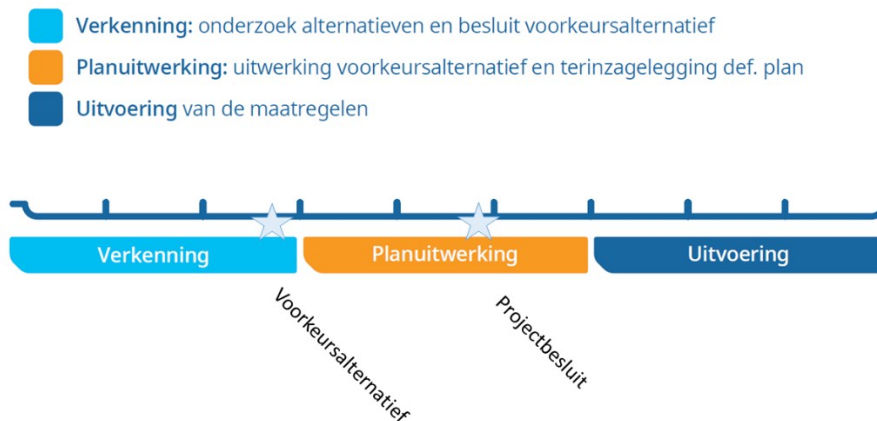 Verkenning: onderzoek alternatieven en besluit voorkeursalternatief
Planuitwerking: uitwerking voorkeursalternatief en terinzagelegging def. plan
Uitvoering van de maatregelen
Verkenning
Planuitwerking
Uitvoering
Voorkeursalternatief
Projectbesluit